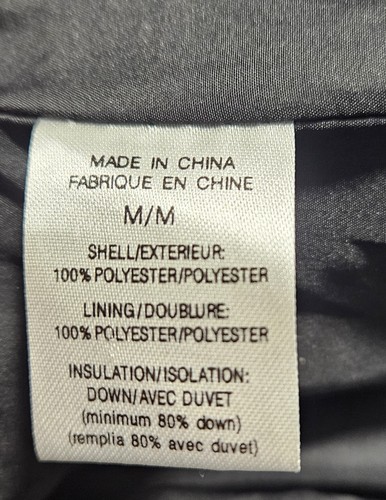 MADE IN CHINA
FABRIQUE EN CHINE
M/M
SHELL/EXTERIEUR:
100% POLYESTER/POLYESTER
LINING/DOUBLURE:
100% POLYESTER/POLYESTER
INSULATION/ISOLATION:
DOWN/AVEC DUVET
(minimum 80% down)
(remplia 80% avec duvet)